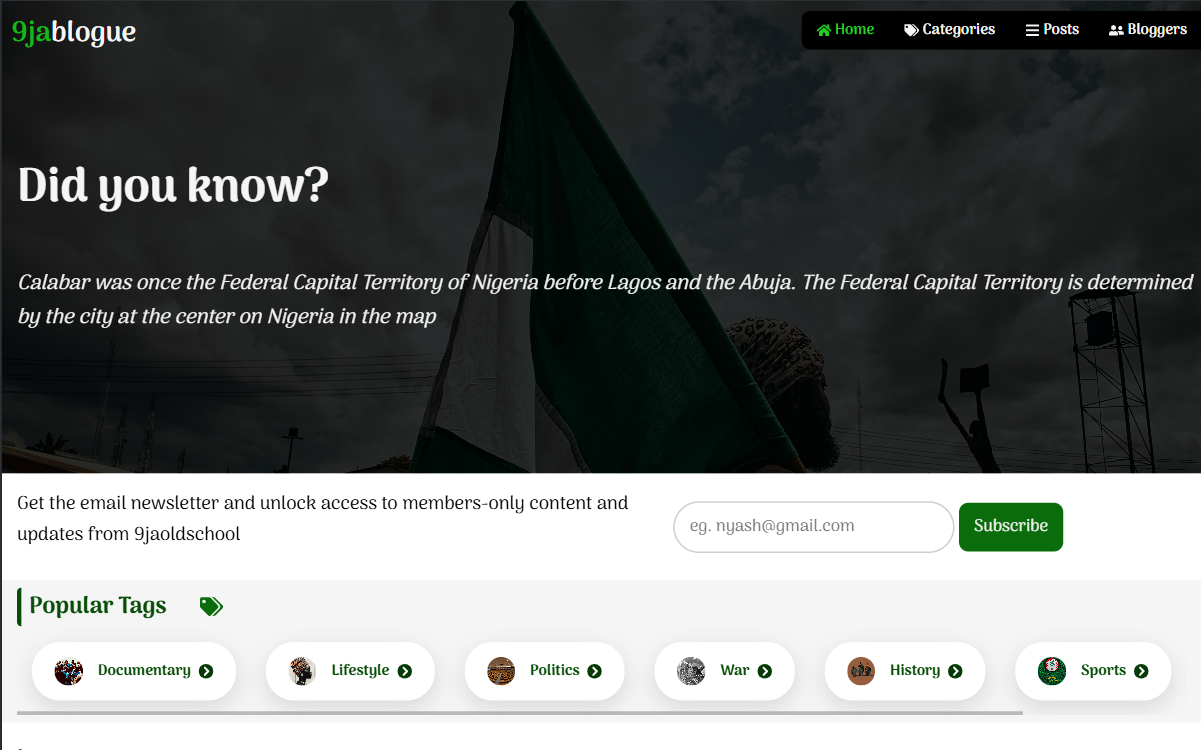 9jablogue
Home Categories Posts Bloggers
Did you know?
Calabar was once the Federal Capital Territory of Nigeria before Lagos and the Abuja. The Federal Capital Territory is determined
by the city at the center on Nigeria in the map
Get the email newsletter and unlock access to members-only content and
updates from 9jaoldschool
eg. nyash@gmail.com
Subscribe
Popular Tags
Documentary Lifestyle Politics War History Sports